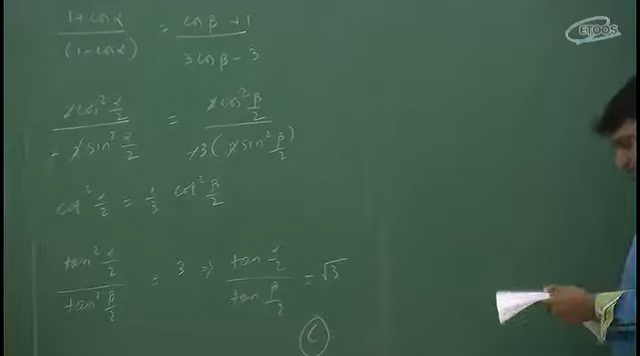 ETOOS
1 + cos α / (1 - cos α) = cos β + 1 / 3 cos β - 3
2 cos² α/2 / - 2 sin² α/2 = 2 cos² β/2 / -3 ( 2 sin² β/2 )
cot² α/2 = 1/3 cot² β/2
tan² α/2 / tan² β/2 = 3 ⇒ tan α/2 / tan β/2 = √3
C